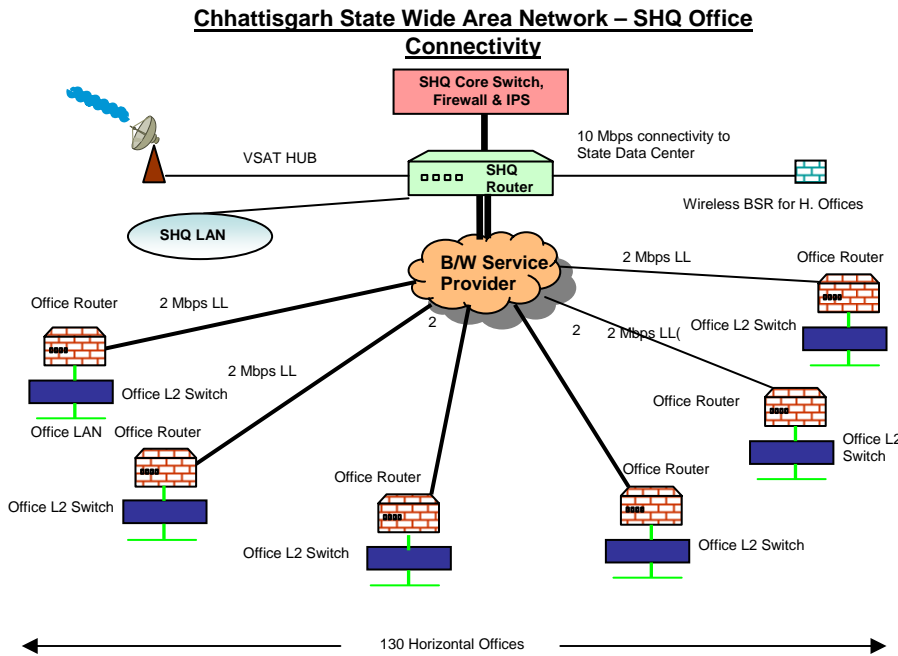 Chhattisgarh State Wide Area Network – SHQ Office
Connectivity
SHQ Core Switch,
Firewall & IPS
10 Mbps connectivity to
State Data Center
VSAT HUB
SHQ
Router
Wireless BSR for H. Offices
SHQ LAN
B/W Service
Provider
2 Mbps LL
Office Router
Office Router
2 Mbps LL
2
2
2 Mbps LL(
Office L2 Switch
2 Mbps LL
Office L2 Switch
Office Router
Office LAN
Office Router
Office L2
Switch
Office Router
Office Router
Office L2 Switch
Office L2 Switch
Office L2 Switch
130 Horizontal Offices